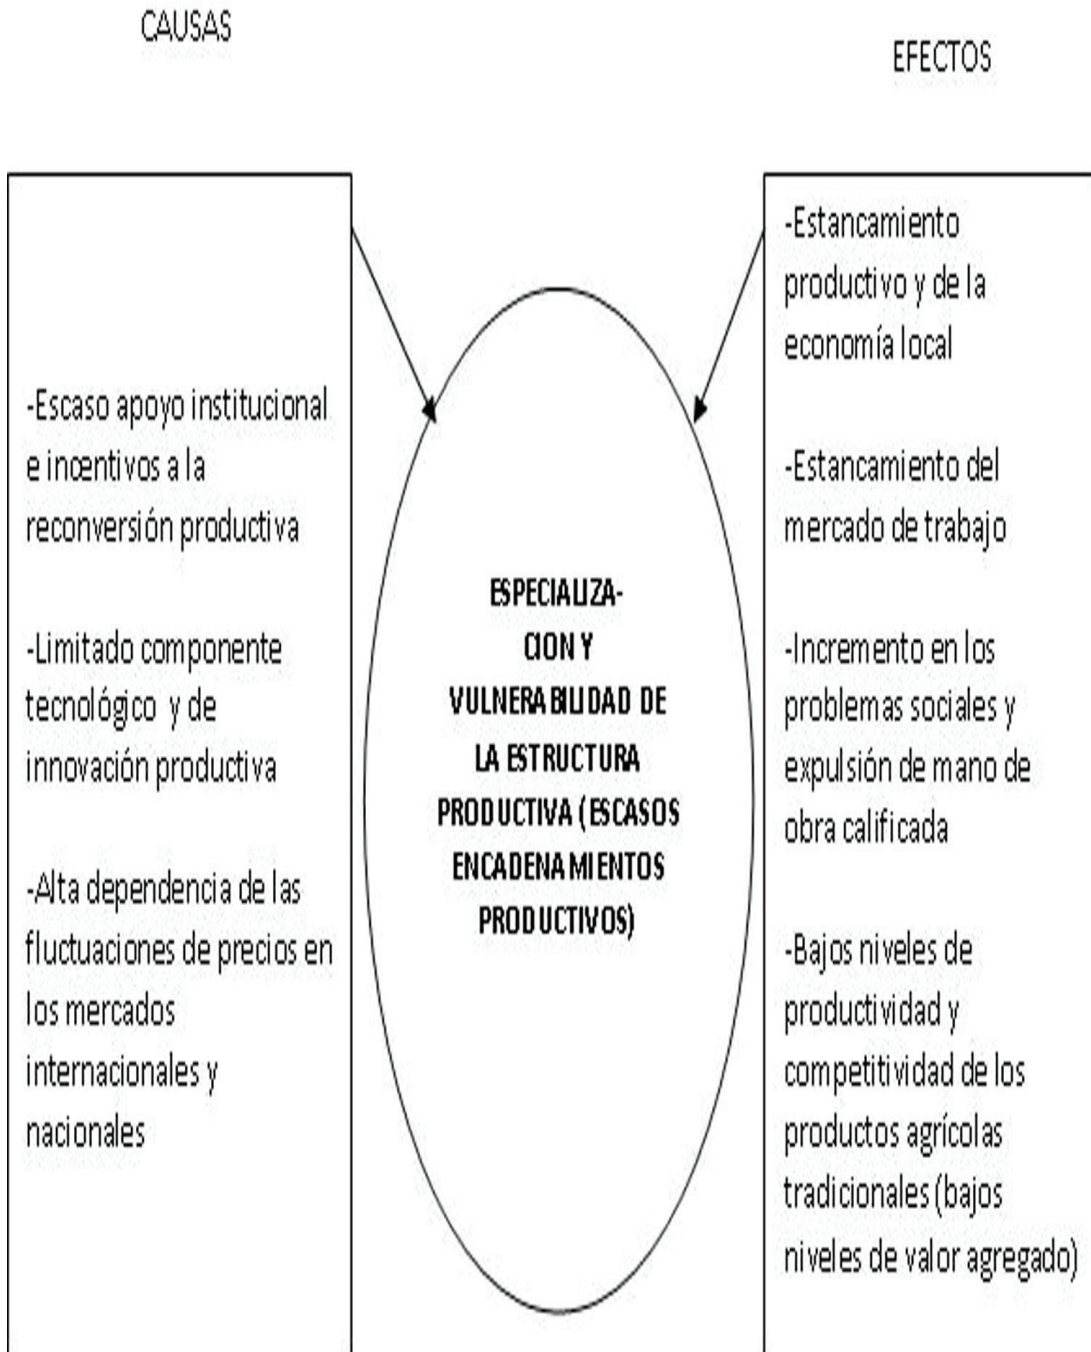 CAUSAS
EFECTOS
-Escaso apoyo institucional
e incentivos a la
reconversión productiva
-Limitado componente
tecnológico y de
innovación productiva
-Alta dependencia de las
fluctuaciones de precios en
los mercados
internacionales y
nacionales
ESPECIALIZA-
CION Y
VULNERABILIDAD DE
LA ESTRUCTURA
PRODUCTIVA (ESCASOS
ENCADENAMIENTOS
PRODUCTIVOS)
-Estancamiento
productivo y de la
economía local
-Estancamiento del
mercado de trabajo
-Incremento en los
problemas sociales y
expulsión de mano de
obra calificada
-Bajos niveles de
productividad y
competitividad de los
productos agrícolas
tradicionales (bajos
niveles de valor agregado)